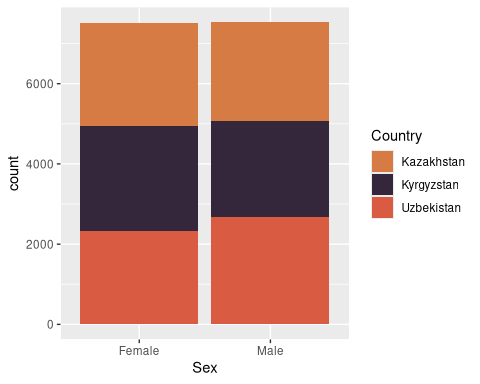 count
6000
4000
2000
0
Female
Male
Sex
Country
Kazakhstan
Kyrgyzstan
Uzbekistan